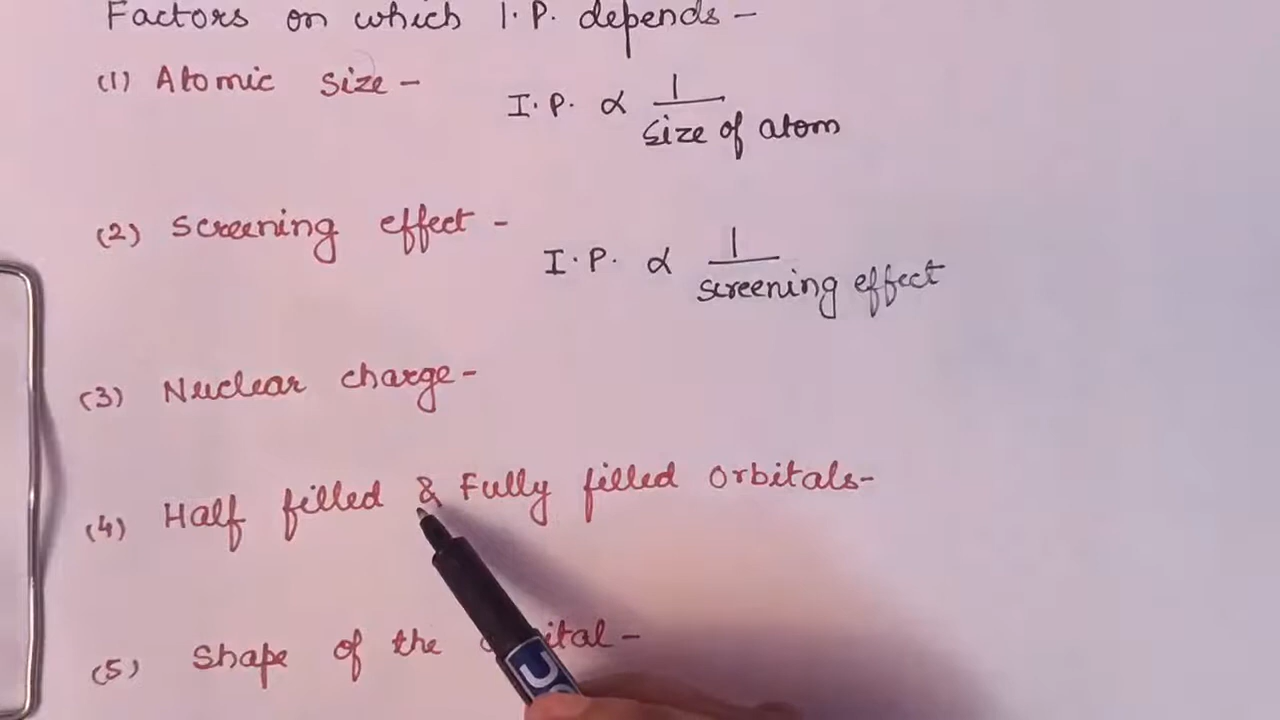 Factors on which I.P. depends -
(1) Atomic size -
I.P. ∝ 1/size of atom
(2) Screening effect -
I.P. ∝ 1/screening effect
(3) Nuclear charge -
(4) Half filled & Fully filled orbitals -
(5) Shape of the -